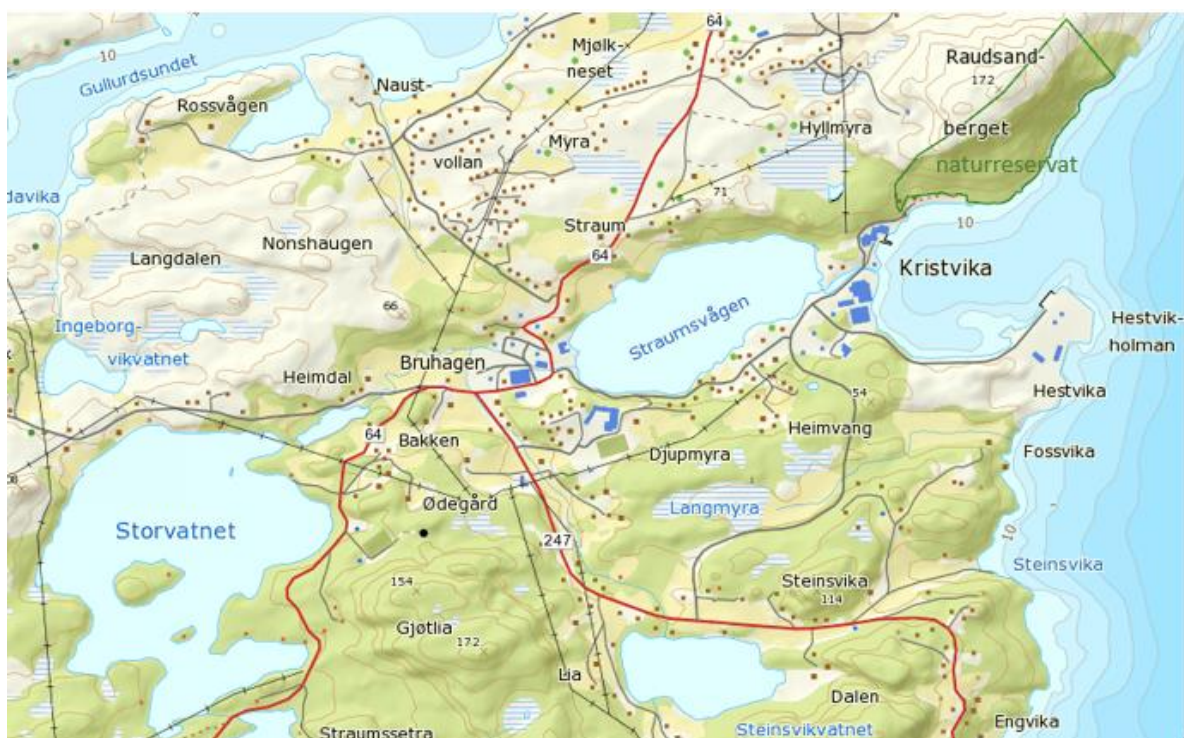 64
Mjølk-
neset
Raudsand-
172
10
Gullurdsundet
Naust-
Rossvågen
berget
Hyllmyra
Myra
vollan
naturreservat
davika
71
10
Straum
Nonshaugen
Langdalen
64
Kristvika
66
Straumsvågen
Ingeborg-
vikvatnet
Hestvik-
holman
Bruhagen
Heimdal
Hestvika
54
64
Bakken
Heimvang
Djupmyra
Fossvika
Ødegård
Langmyra
Storvatnet
10
247
Steinsvika
154
Steinsvika
114
Gjøtlia
172
Lia
Dalen
Steinsvikvatnet
Engvika
Straumssetra